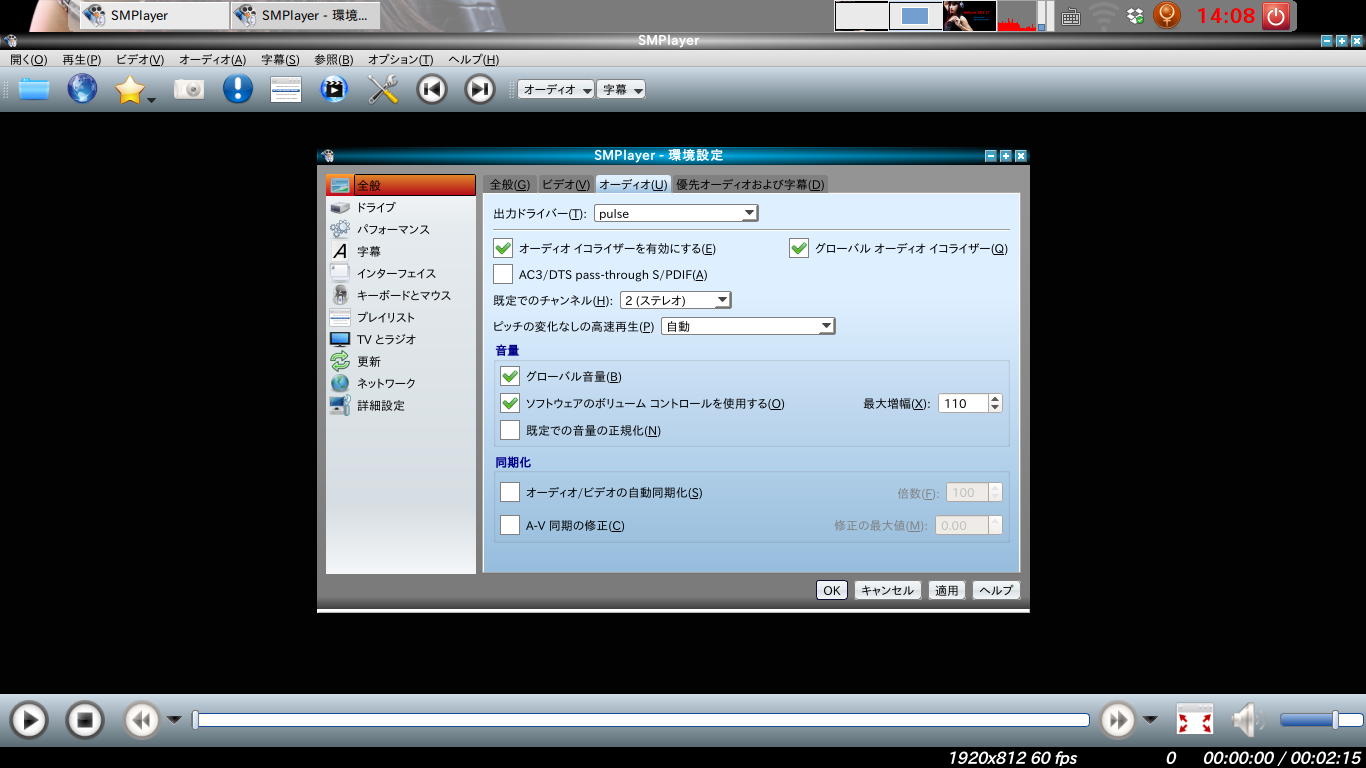 SMPlayer
SMPlayer - 環境...
14:08
SMPlayer
開く(O) 再生(P) ビデオ(V) オーディオ(A) 字幕(S) 参照(B) オプション(T) ヘルプ(H)
オーディオ 字幕
SMPlayer - 環境設定
全般
ドライブ
パフォーマンス
字幕
インターフェイス
キーボードとマウス
プレイリスト
TV とラジオ
更新
ネットワーク
詳細設定
全般(G) ビデオ(V) オーディオ(U) 優先オーディオおよび字幕(D)
出力ドライバー(T): pulse
オーディオ イコライザーを有効にする(E) グローバル オーディオ イコライザー(Q)
AC3/DTS pass-through S/PDIF(A)
既定でのチャンネル(H): 2 (ステレオ)
ピッチの変化なしの高速再生(P) 自動
音量
グローバル音量(B)
ソフトウェアのボリューム コントロールを使用する(O) 最大増幅(X): 110
既定での音量の正規化(N)
同期化
オーディオ/ビデオの自動同期化(S) 倍数(F): 100
A-V 同期の修正(C) 修正の最大値(M): 0.00
OK キャンセル 適用 ヘルプ
1920x812 60 fps 0 00:00:00 / 00:02:15